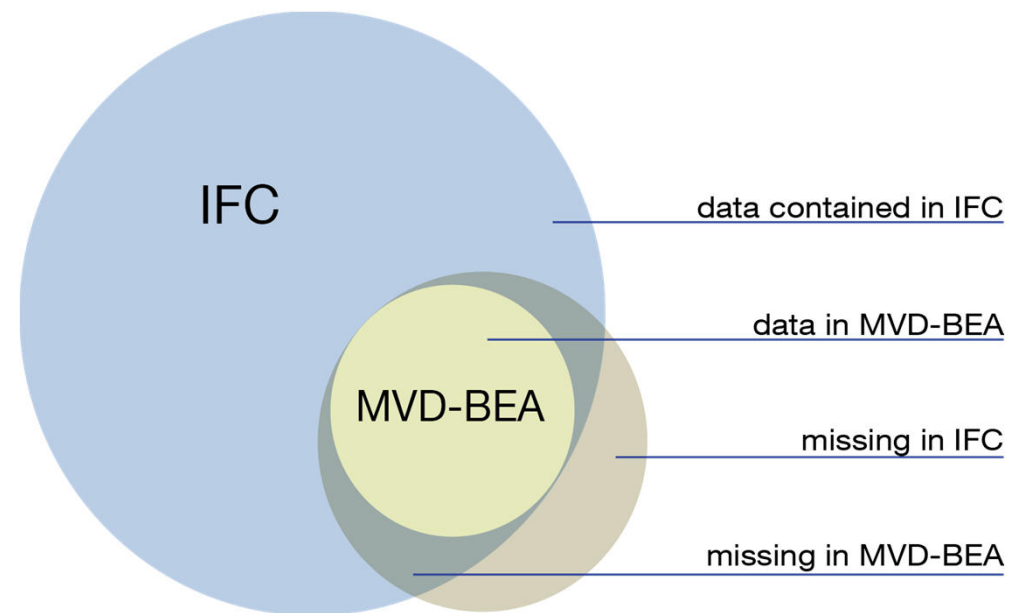 IFC
data contained in IFC
data in MVD-BEA
MVD-BEA
missing in IFC
missing in MVD-BEA